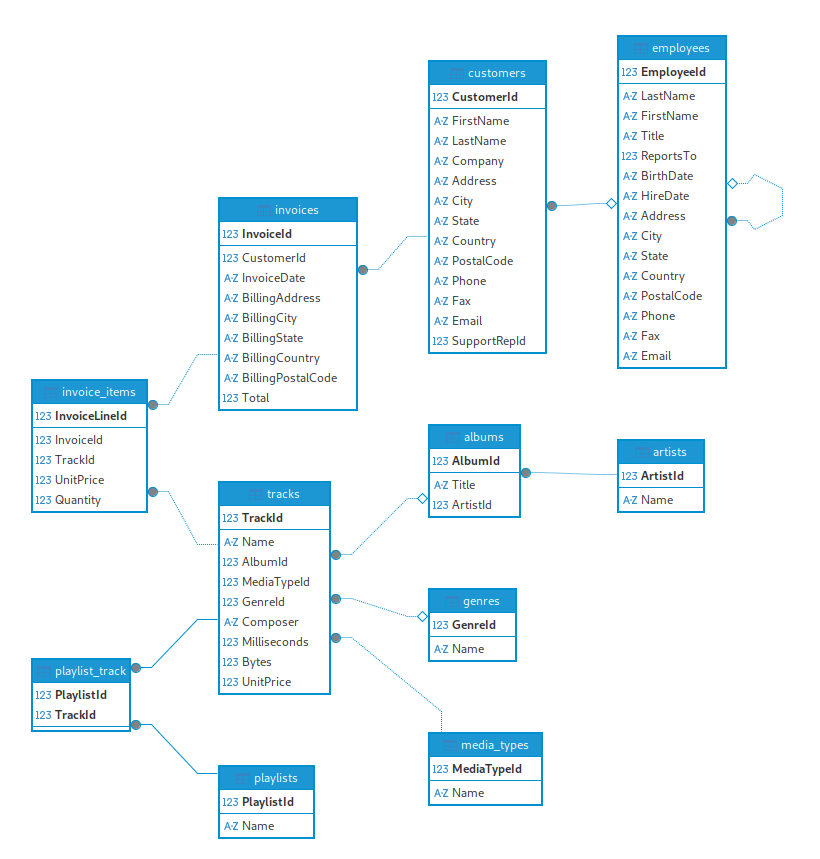 employees
123 EmployeeId
A-Z LastName
A-Z FirstName
A-Z Title
123 ReportsTo
A-Z BirthDate
A-Z HireDate
A-Z Address
A-Z City
A-Z State
A-Z Country
A-Z PostalCode
A-Z Phone
A-Z Fax
A-Z Email
customers
123 CustomerId
A-Z FirstName
A-Z LastName
A-Z Company
A-Z Address
A-Z City
A-Z State
A-Z Country
A-Z PostalCode
A-Z Phone
A-Z Fax
A-Z Email
123 SupportRepId
invoices
123 InvoiceId
123 CustomerId
A-Z InvoiceDate
A-Z BillingAddress
A-Z BillingCity
A-Z BillingState
A-Z BillingCountry
A-Z BillingPostalCode
123 Total
invoice_items
123 InvoiceLineId
123 InvoiceId
123 TrackId
123 UnitPrice
123 Quantity
albums
123 AlbumId
A-Z Title
123 ArtistId
artists
123 ArtistId
A-Z Name
tracks
123 TrackId
A-Z Name
123 AlbumId
123 MediaTypeId
123 GenreId
A-Z Composer
123 Milliseconds
123 Bytes
123 UnitPrice
genres
123 GenreId
A-Z Name
playlist_track
123 PlaylistId
123 TrackId
media_types
123 MediaTypeId
A-Z Name
playlists
123 PlaylistId
A-Z Name